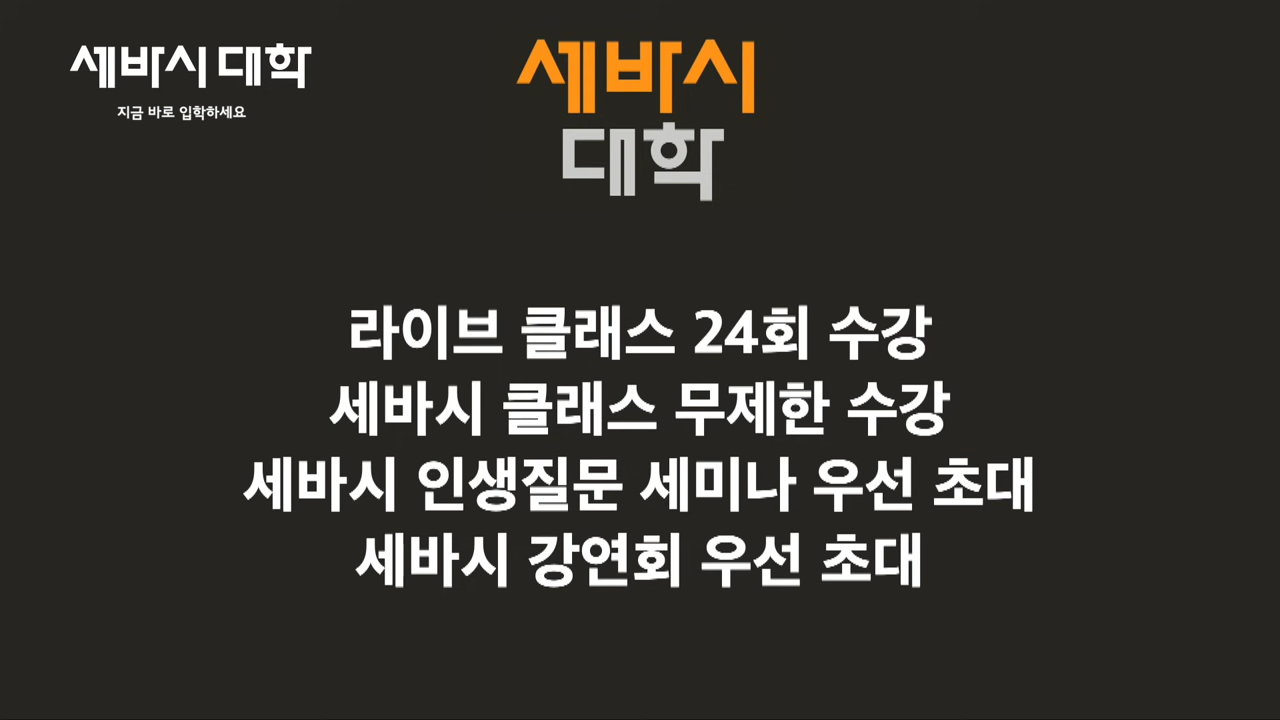 세바시 대학
지금 바로 입학하세요
세바시
대학
라이브 클래스 24회 수강
세바시 클래스 무제한 수강
세바시 인생질문 세미나 우선 초대
세바시 강연회 우선 초대